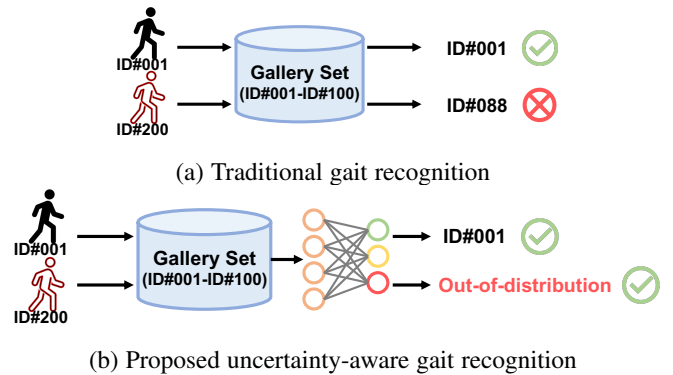 ID#001
ID#200
Gallery Set
(ID#001-ID#100)
ID#001
ID#088
(a) Traditional gait recognition
ID#001
ID#200
Gallery Set
(ID#001-ID#100)
ID#001
Out-of-distribution
(b) Proposed uncertainty-aware gait recognition